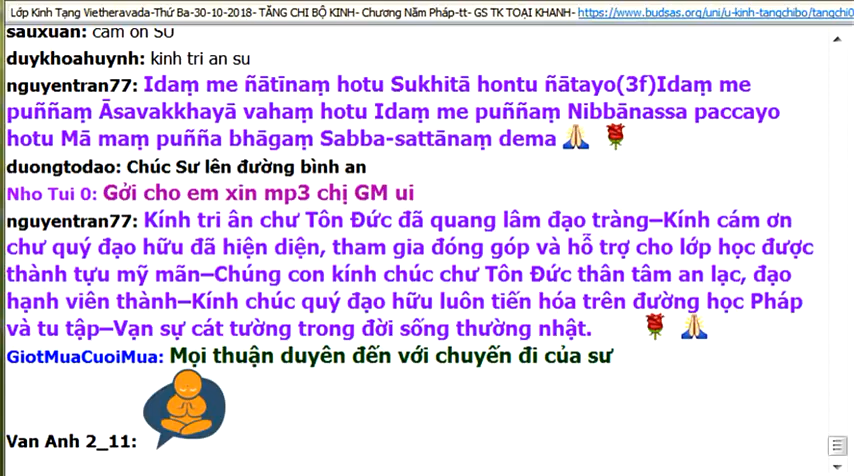 Lớp Kinh Tạng Vietheravada-Thứ Ba-30-10-2018- TĂNG CHI BỘ KINH- Chương Năm Pháp-tt- GS TK TOẠI KHANH- https://www.budsas.org/uni/u-kinh-tangchibo/tangchi0
sauxuan: cảm ơn SƯ
duykhoahuynh: kinh tri an su
nguyentran77: Idaṃ me ñātīnaṃ hotu Sukhitā hontu ñātayo(3f)Idaṃ me
puññaṃ Āsavakkhayā vahaṃ hotu Idaṃ me puññaṃ Nibbānassa paccayo
hotu Mā maṃ puñña bhāgaṃ Sabba-sattānaṃ dema 🙏 🌹
duongtodao: Chúc Sư lên đường bình an
Nho Tui 0: Gởi cho em xin mp3 chị GM ui
nguyentran77: Kính tri ân chư Tôn Đức đã quang lâm đạo tràng–Kính cám ơn
chư quý đạo hữu đã hiện diện, tham gia đóng góp và hỗ trợ cho lớp học được
thành tựu mỹ mãn–Chúng con kính chúc chư Tôn Đức thân tâm an lạc, đạo
hạnh viên thành–Kính chúc quý đạo hữu luôn tiến hóa trên đường học Pháp
và tu tập–Vạn sự cát tường trong đời sống thường nhật. 🌹 🙏
GiotMuaCuoiMua: Mọi thuận duyên đến với chuyến đi của sư
Van Anh 2_11: